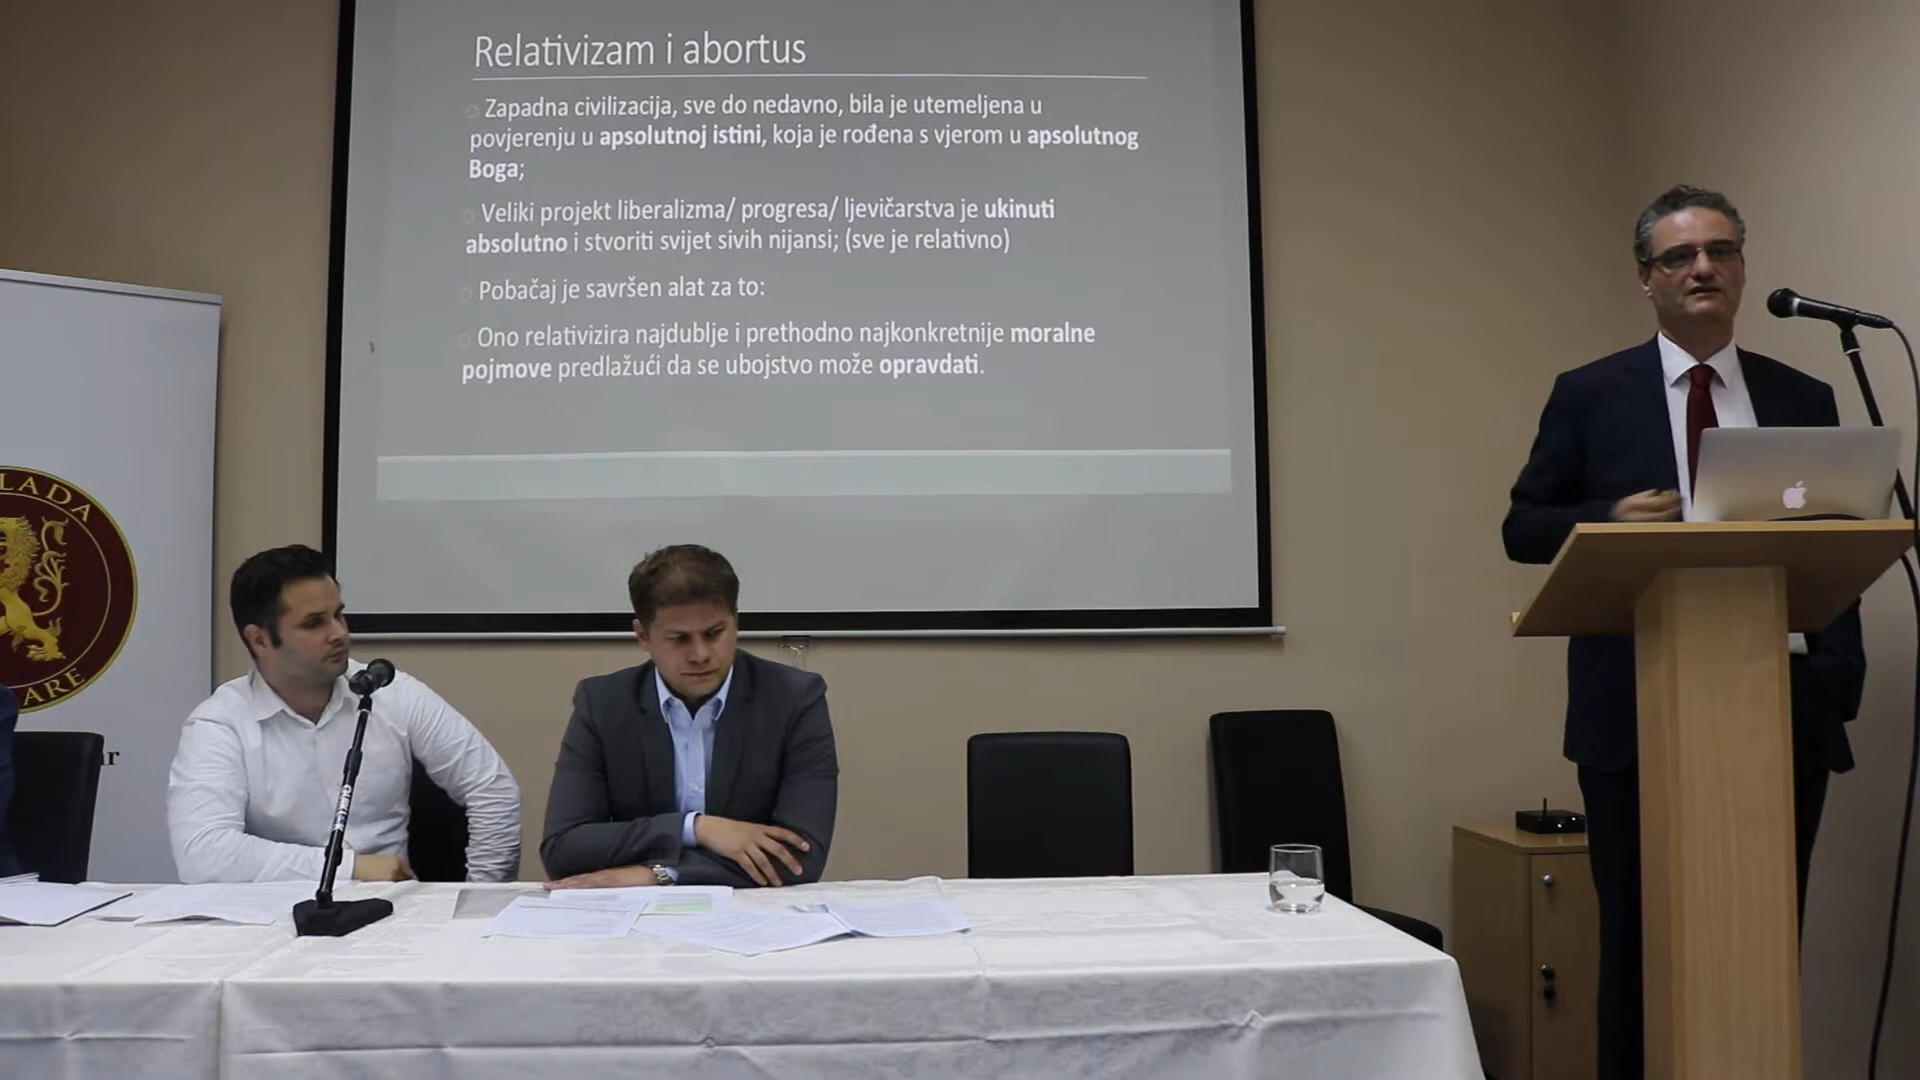 Relativizam i abortus
Zapadna civilizacija, sve do nedavno, bila je utemeljena u
povjerenju u apsolutnoj istini, koja je rođena s vjerom u apsolutnog
Boga;
Veliki projekt liberalizma/ progresa/ ljevičarstva je ukinuti
absolutno i stvoriti svijet sivih nijansi; (sve je relativno)
Pobačaj je savršen alat za to:
Ono relativizira najdublje i prethodno najkonkretnije moralne
pojmove predlažući da se ubojstvo može opravdati.
LADA
ARE